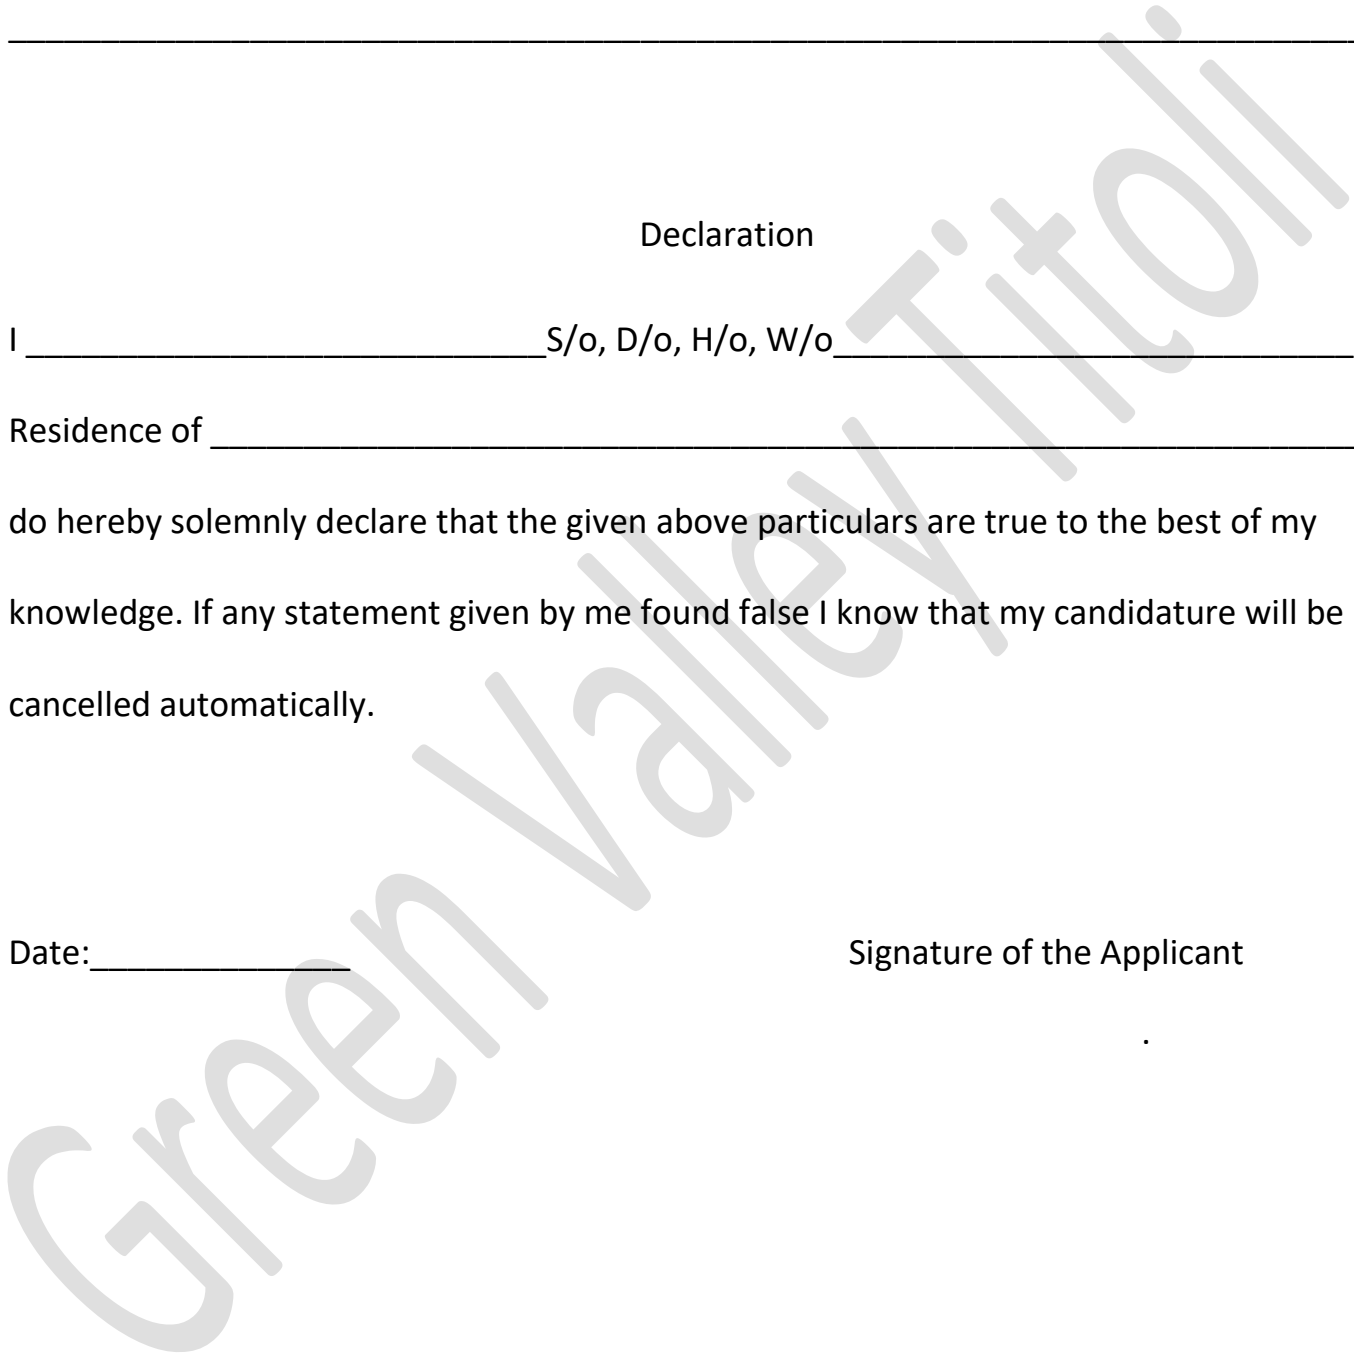 ________________________________________________________________________
Declaration
I ____________________________S/o, D/o, H/o, W/o____________________________
Residence of ______________________________________________________________
do hereby solemnly declare that the given above particulars are true to the best of my
knowledge. If any statement given by me found false I know that my candidature will be
cancelled automatically.
Date:______________ Signature of the Applicant
.
Green Valley Titoli